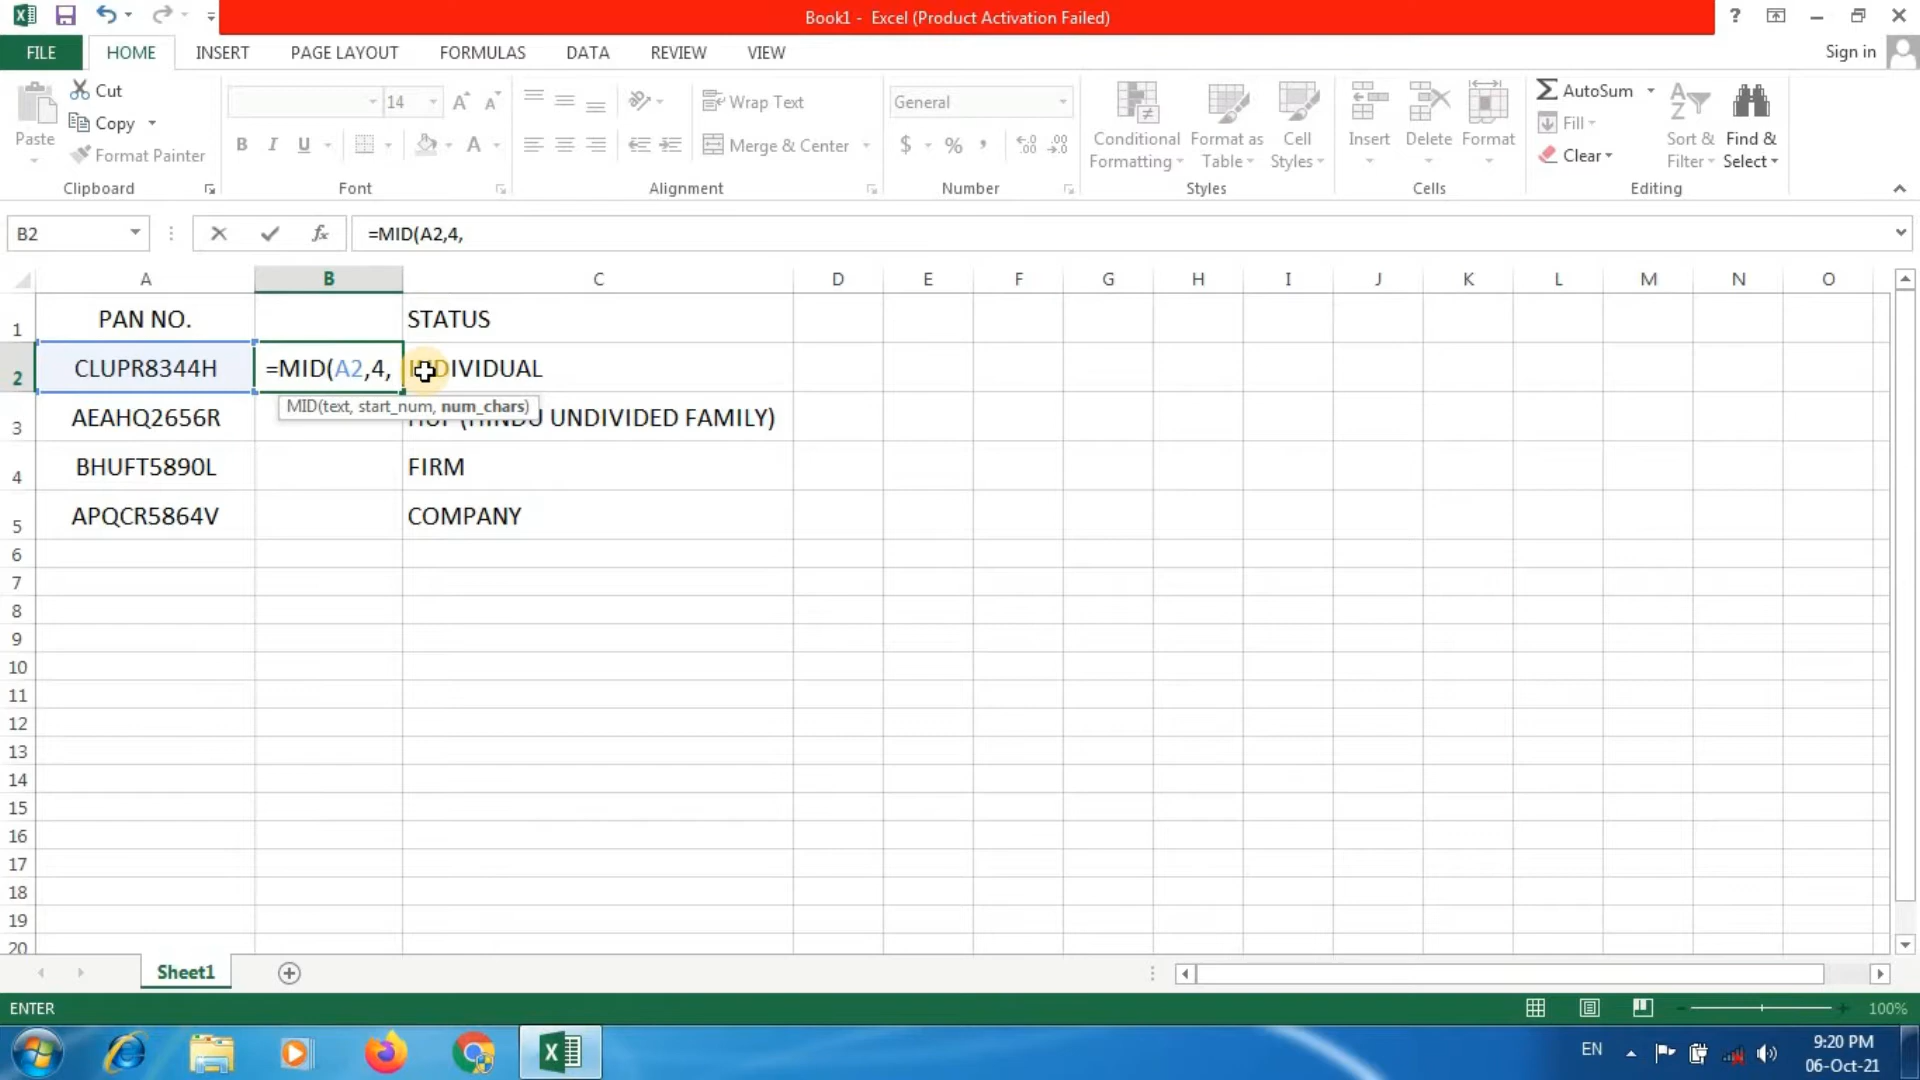 Book1 - Excel (Product Activation Failed)
?
FILE HOME INSERT PAGE LAYOUT FORMULAS DATA REVIEW VIEW Sign in
Paste
Cut
Copy
Format Painter
Clipboard
14
B I U
Font
Wrap Text
Merge & Center
Alignment
General
$ % ,
Number
Conditional Formatting
Format as Table
Cell Styles
Styles
Insert Delete Format
Cells
AutoSum
Fill
Clear
Sort & Filter
Find & Select
Editing
B2 fx =MID(A2,4,
A B C D E F G H I J K L M N O
1 PAN NO. STATUS
2 CLUPR8344H =MID(A2,4, INDIVIDUAL
MID(text, start_num, num_chars)
3 AEAHQ2656R HUF (HINDU UNDIVIDED FAMILY)
4 BHUFT5890L FIRM
5 APQCR5864V COMPANY
6
7
8
9
10
11
12
13
14
15
16
17
18
19
20
Sheet1
ENTER 100%
EN 9:20 PM
06-Oct-21